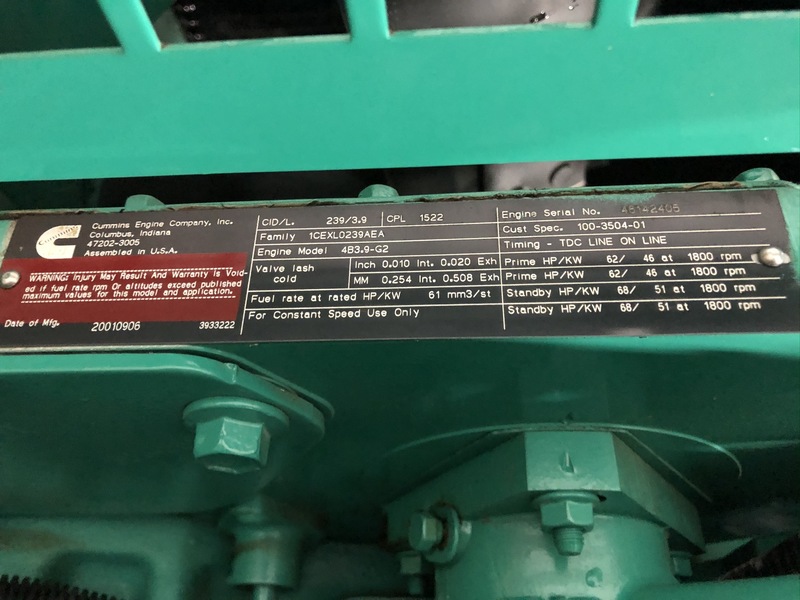 Cummins
Cummins Engine Company, Inc.
Columbus, Indiana
47202-3005
Assembled in U.S.A.
WARNING: Injury May Result And Warranty Is Void-
ed if fuel rate rpm Or altitudes exceed published
maximum values for this model and application.
Date of Mfg. 20010906 3933222
CID/L. 239/3.9 CPL 1522
Family 1CEXL0239AEA
Engine Model 4B3.9-G2
Valve lash cold
Inch 0.010 Int. 0.020 Exh
MM 0.254 Int. 0.508 Exh
Fuel rate at rated HP/KW 61 mm3/st
For Constant Speed Use Only
Engine Serial No. 46142405
Cust Spec. 100-3504-01
Timing - TDC LINE ON LINE
Prime HP/KW 62/ 46 at 1800 rpm
Prime HP/KW 62/ 46 at 1800 rpm
Standby HP/KW 68/ 51 at 1800 rpm
Standby HP/KW 68/ 51 at 1800 rpm